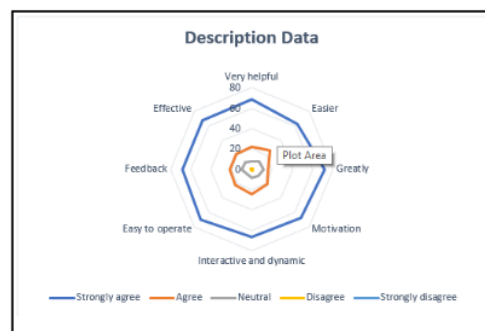 Description Data
Very helpful
80
Effective
60
Easier
40
20
Plot Area
Feedback
0
Greatly
Easy to operate
Motivation
Interactive and dynamic
Strongly agree
Agree
Neutral
Disagree
Strongly disagree